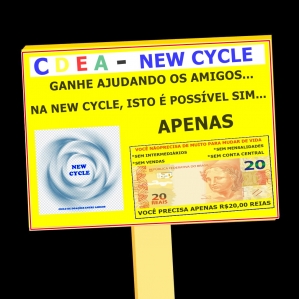 CDEA - NEW CYCLE
GANHE AJUDANDO OS AMIGOS...
NA NEW CYCLE, ISTO É POSSÍVEL SIM...
APENAS
VOCÊ NÃO PRECISA DE MUITO PARA MUDAR DE VIDA
*SEM INTERMEDIÁRIOS
*SEM MENSALIDADES
*SEM VENDAS
*SEM CONTA CENTRAL
NEW
CYCLE
20
20
REAIS
VOCÊ PRECISA APENAS R$20,00 REIAS